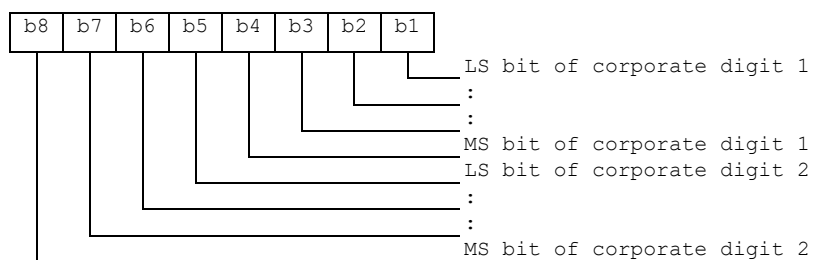 b8 b7 b6 b5 b4 b3 b2 b1
LS bit of corporate digit 1
:
:
MS bit of corporate digit 1
LS bit of corporate digit 2
:
:
MS bit of corporate digit 2